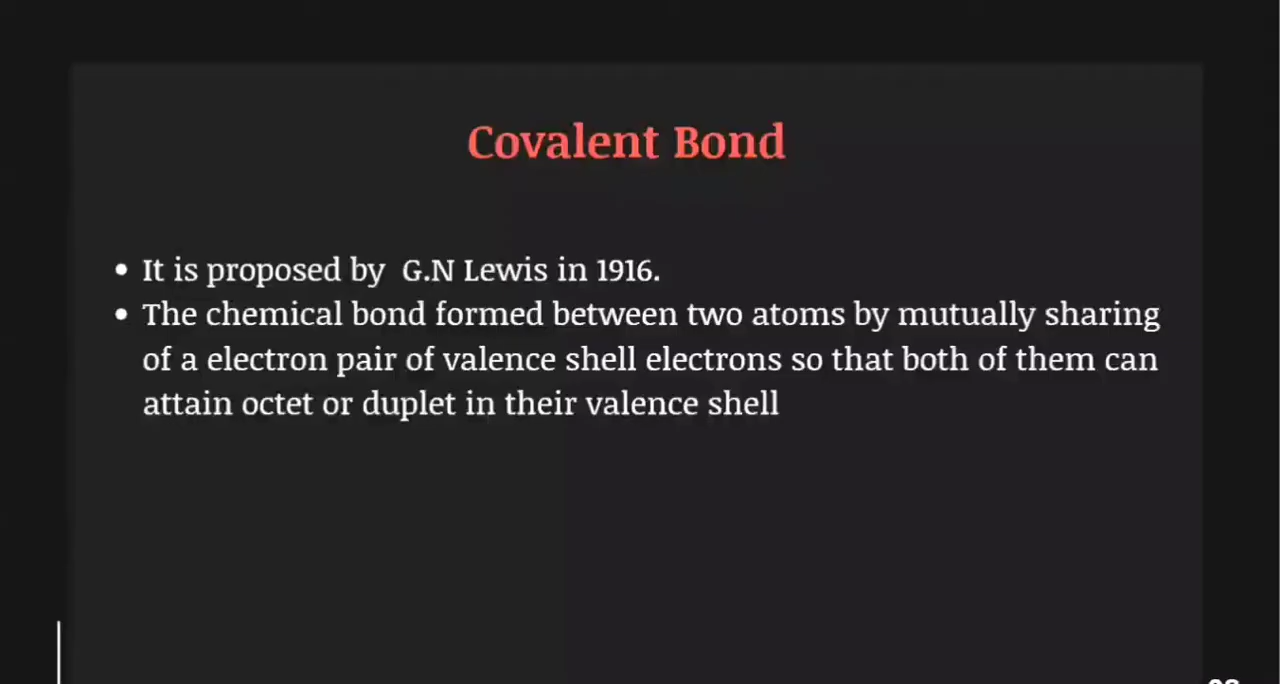 Covalent Bond
• It is proposed by G.N Lewis in 1916.
• The chemical bond formed between two atoms by mutually sharing
of a electron pair of valence shell electrons so that both of them can
attain octet or duplet in their valence shell